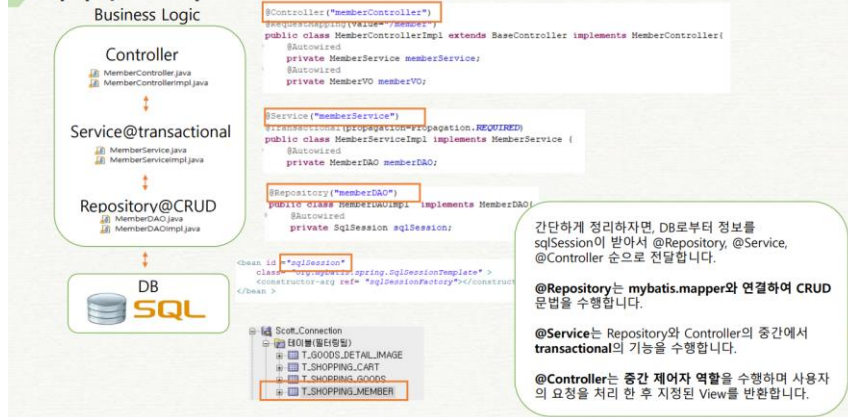 Business Logic
Controller
MemberController.java
MemberControllerimpl.java
Service@transactional
MemberService.java
MemberServiceImpl.java
Repository@CRUD
MemberDAO.java
MemberDAOimpl.java
DB
SQL
@Controller("memberController")
@RequestMapping(value="/member")
public class MemberControllerImpl extends BaseController implements MemberController{
@Autowired
private MemberService memberService;
@Autowired
private MemberVO memberVO;
@Service("memberService")
@Transactional(propagation=Propagation.REQUIRED)
public class MemberServiceImpl implements MemberService {
@Autowired
private MemberDAO memberDAO;
@Repository("memberDAO")
public class MemberDAOImpl implements MemberDAO{
@Autowired
private SqlSession sqlSession;
<bean id ="sqlSession"
class= "org.mybatis.spring.SqlSessionTemplate" >
<constructor-arg ref= "sqlSessionFactory"></construct
</bean >
Scott_Connection
테이블(필터링됨)
T_GOODS_DETAIL_IMAGE
T_SHOPPING_CART
T_SHOPPING_GOODS
T_SHOPPING_MEMBER
간단하게 정리하자면, DB로부터 정보를
sqlSession이 받아서 @Repository, @Service,
@Controller 순으로 전달합니다.
@Repository는 mybatis.mapper와 연결하여 CRUD
문법을 수행합니다.
@Service는 Repository와 Controller의 중간에서
transactional의 기능을 수행합니다.
@Controller는 중간 제어자 역할을 수행하며 사용자
의 요청을 처리 한 후 지정된 View를 반환합니다.